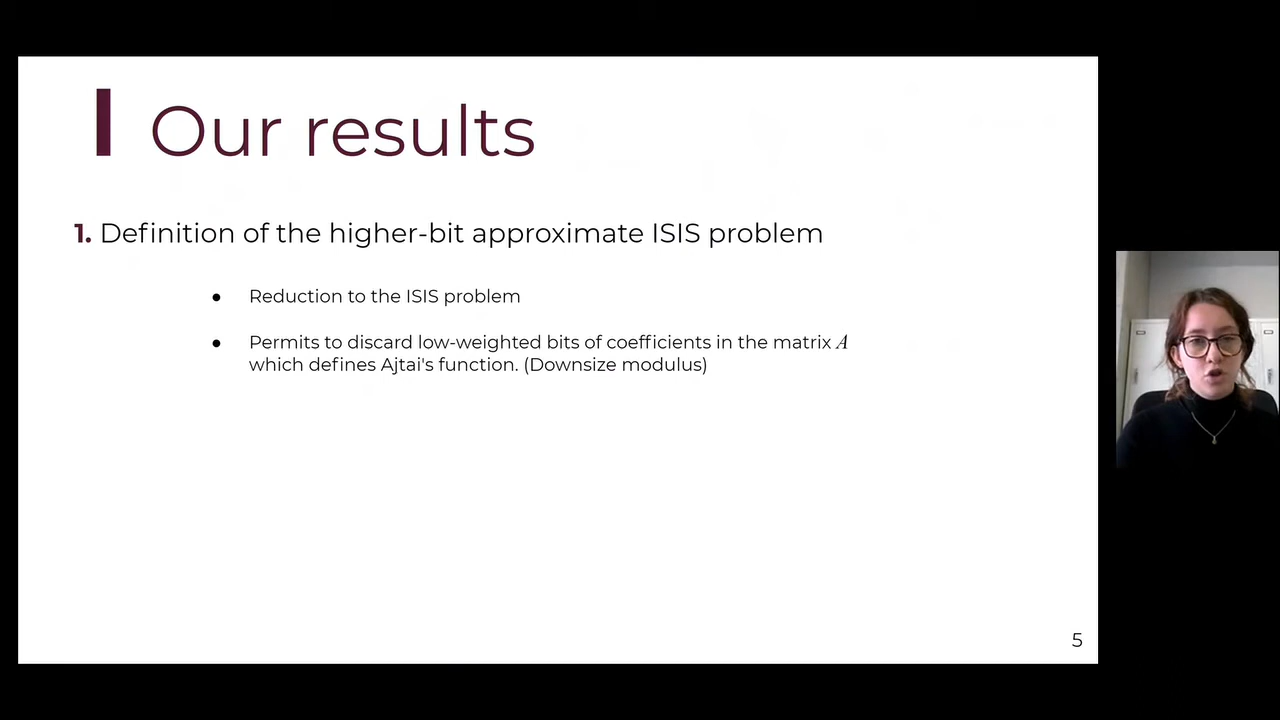 Our results
1. Definition of the higher-bit approximate ISIS problem
● Reduction to the ISIS problem
● Permits to discard low-weighted bits of coefficients in the matrix A
which defines Ajtai's function. (Downsize modulus)
5